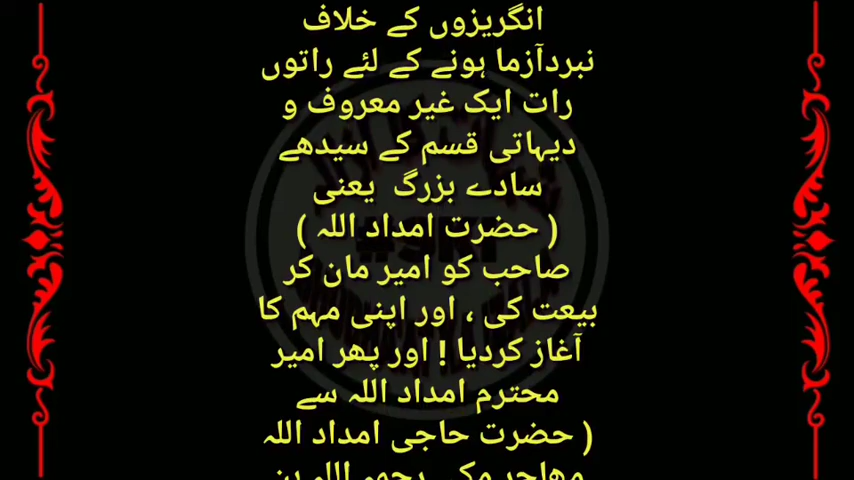 انگریزوں کے خلاف
نبردآزما ہونے کے لئے راتوں
رات ایک غیر معروف و
دیہاتی قسم کے سیدھے
سادے بزرگ یعنی
( حضرت امداد اللہ )
صاحب کو امیر مان کر
بیعت کی ، اور اپنی مہم کا
آغاز کردیا ! اور پھر امیر
محترم امداد اللہ سے
( حضرت حاجی امداد اللہ